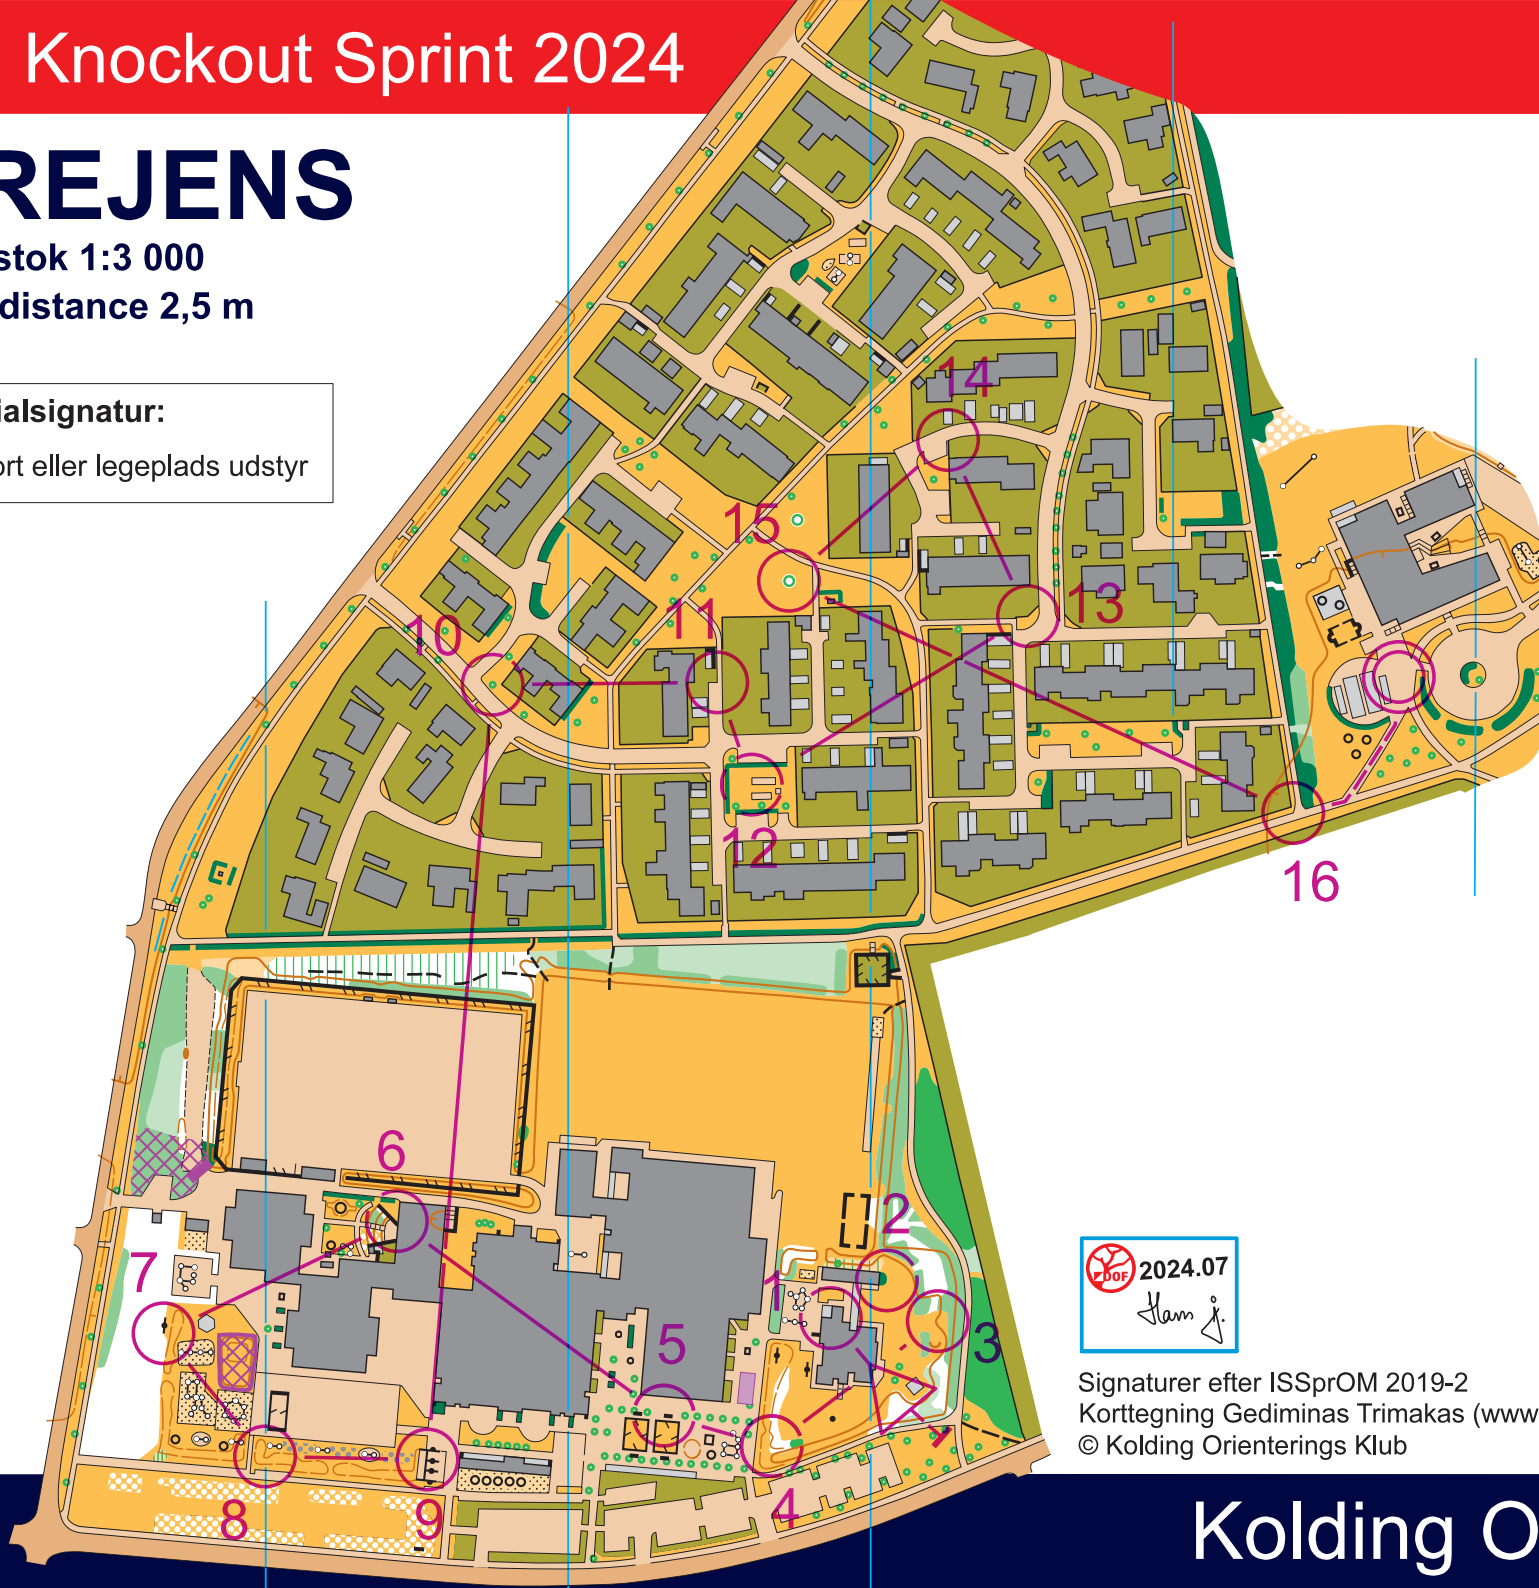 Knockout Sprint 2024
REJENS
stok 1:3 000
distance 2,5 m
ialsignatur:
ort eller legeplads udstyr
14
15
13
11
10
12
16
6
2
7
1
3
5
4
8
9
DOF
2024.07
Signaturer efter ISSprOM 2019-2
Korttegning Gediminas Trimakas (www
© Kolding Orienterings Klub
Kolding O